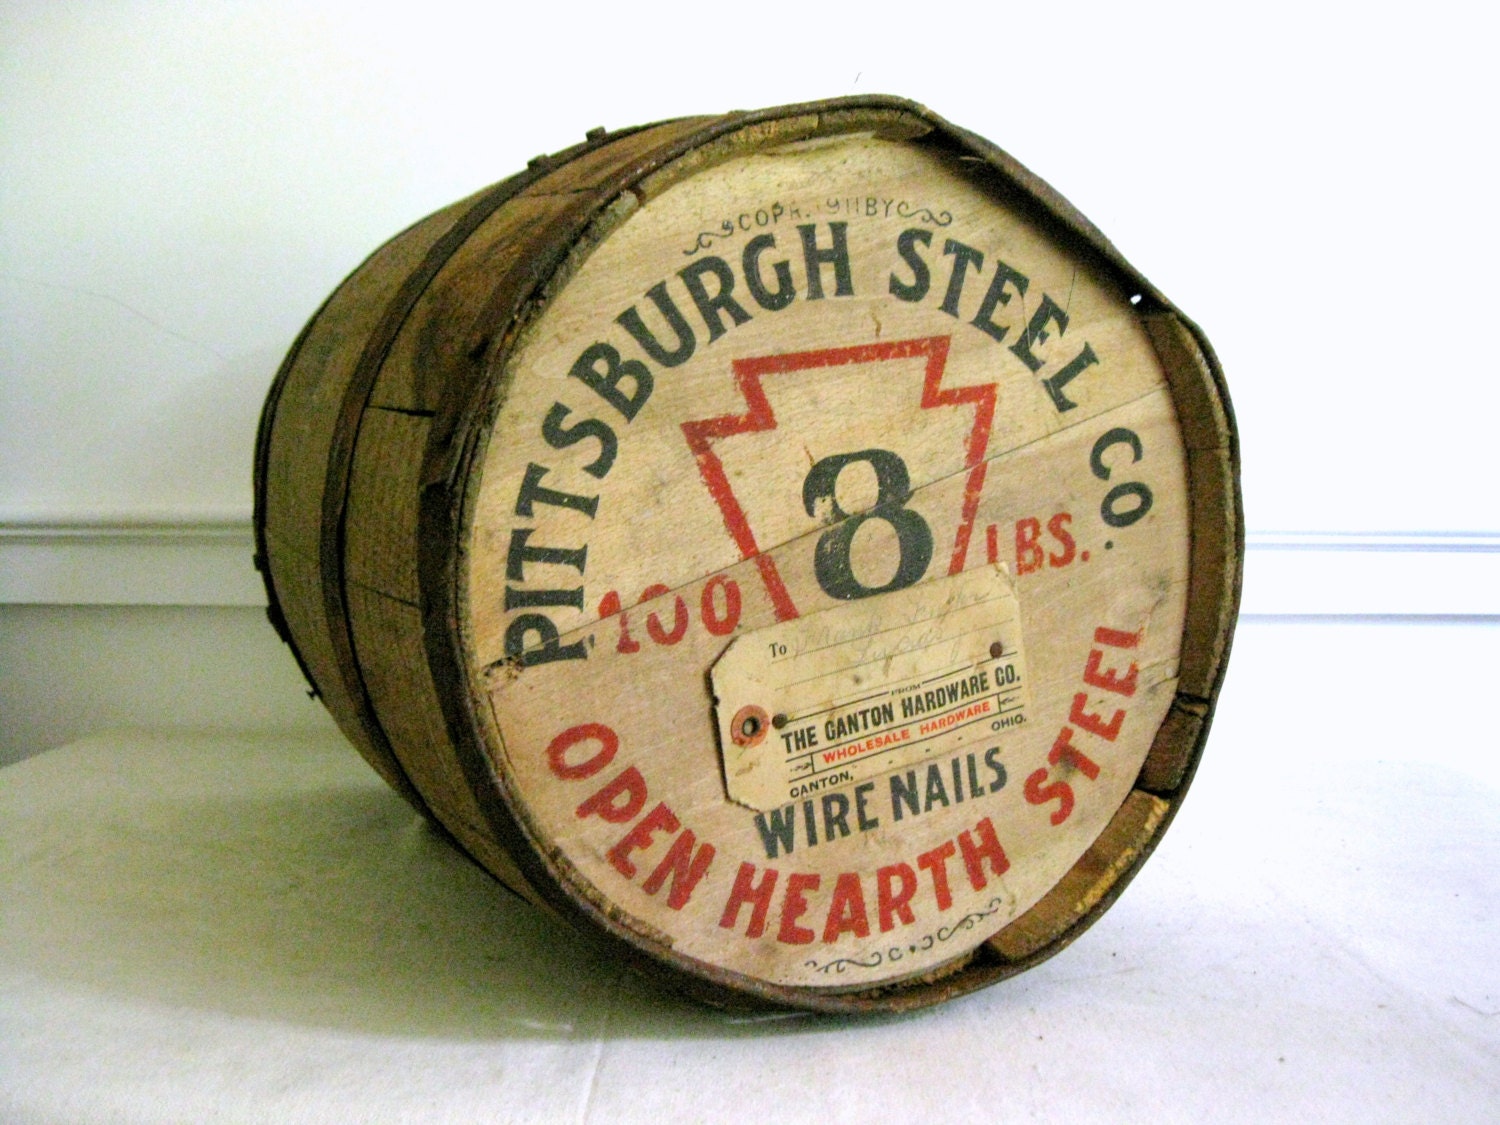 COPR. 1911 BY
PITTSBURGH STEEL CO.
8
100 LBS.
To
FROM
THE CANTON HARDWARE CO.
WHOLESALE HARDWARE
CANTON, OHIO.
WIRE NAILS
OPEN HEARTH STEEL